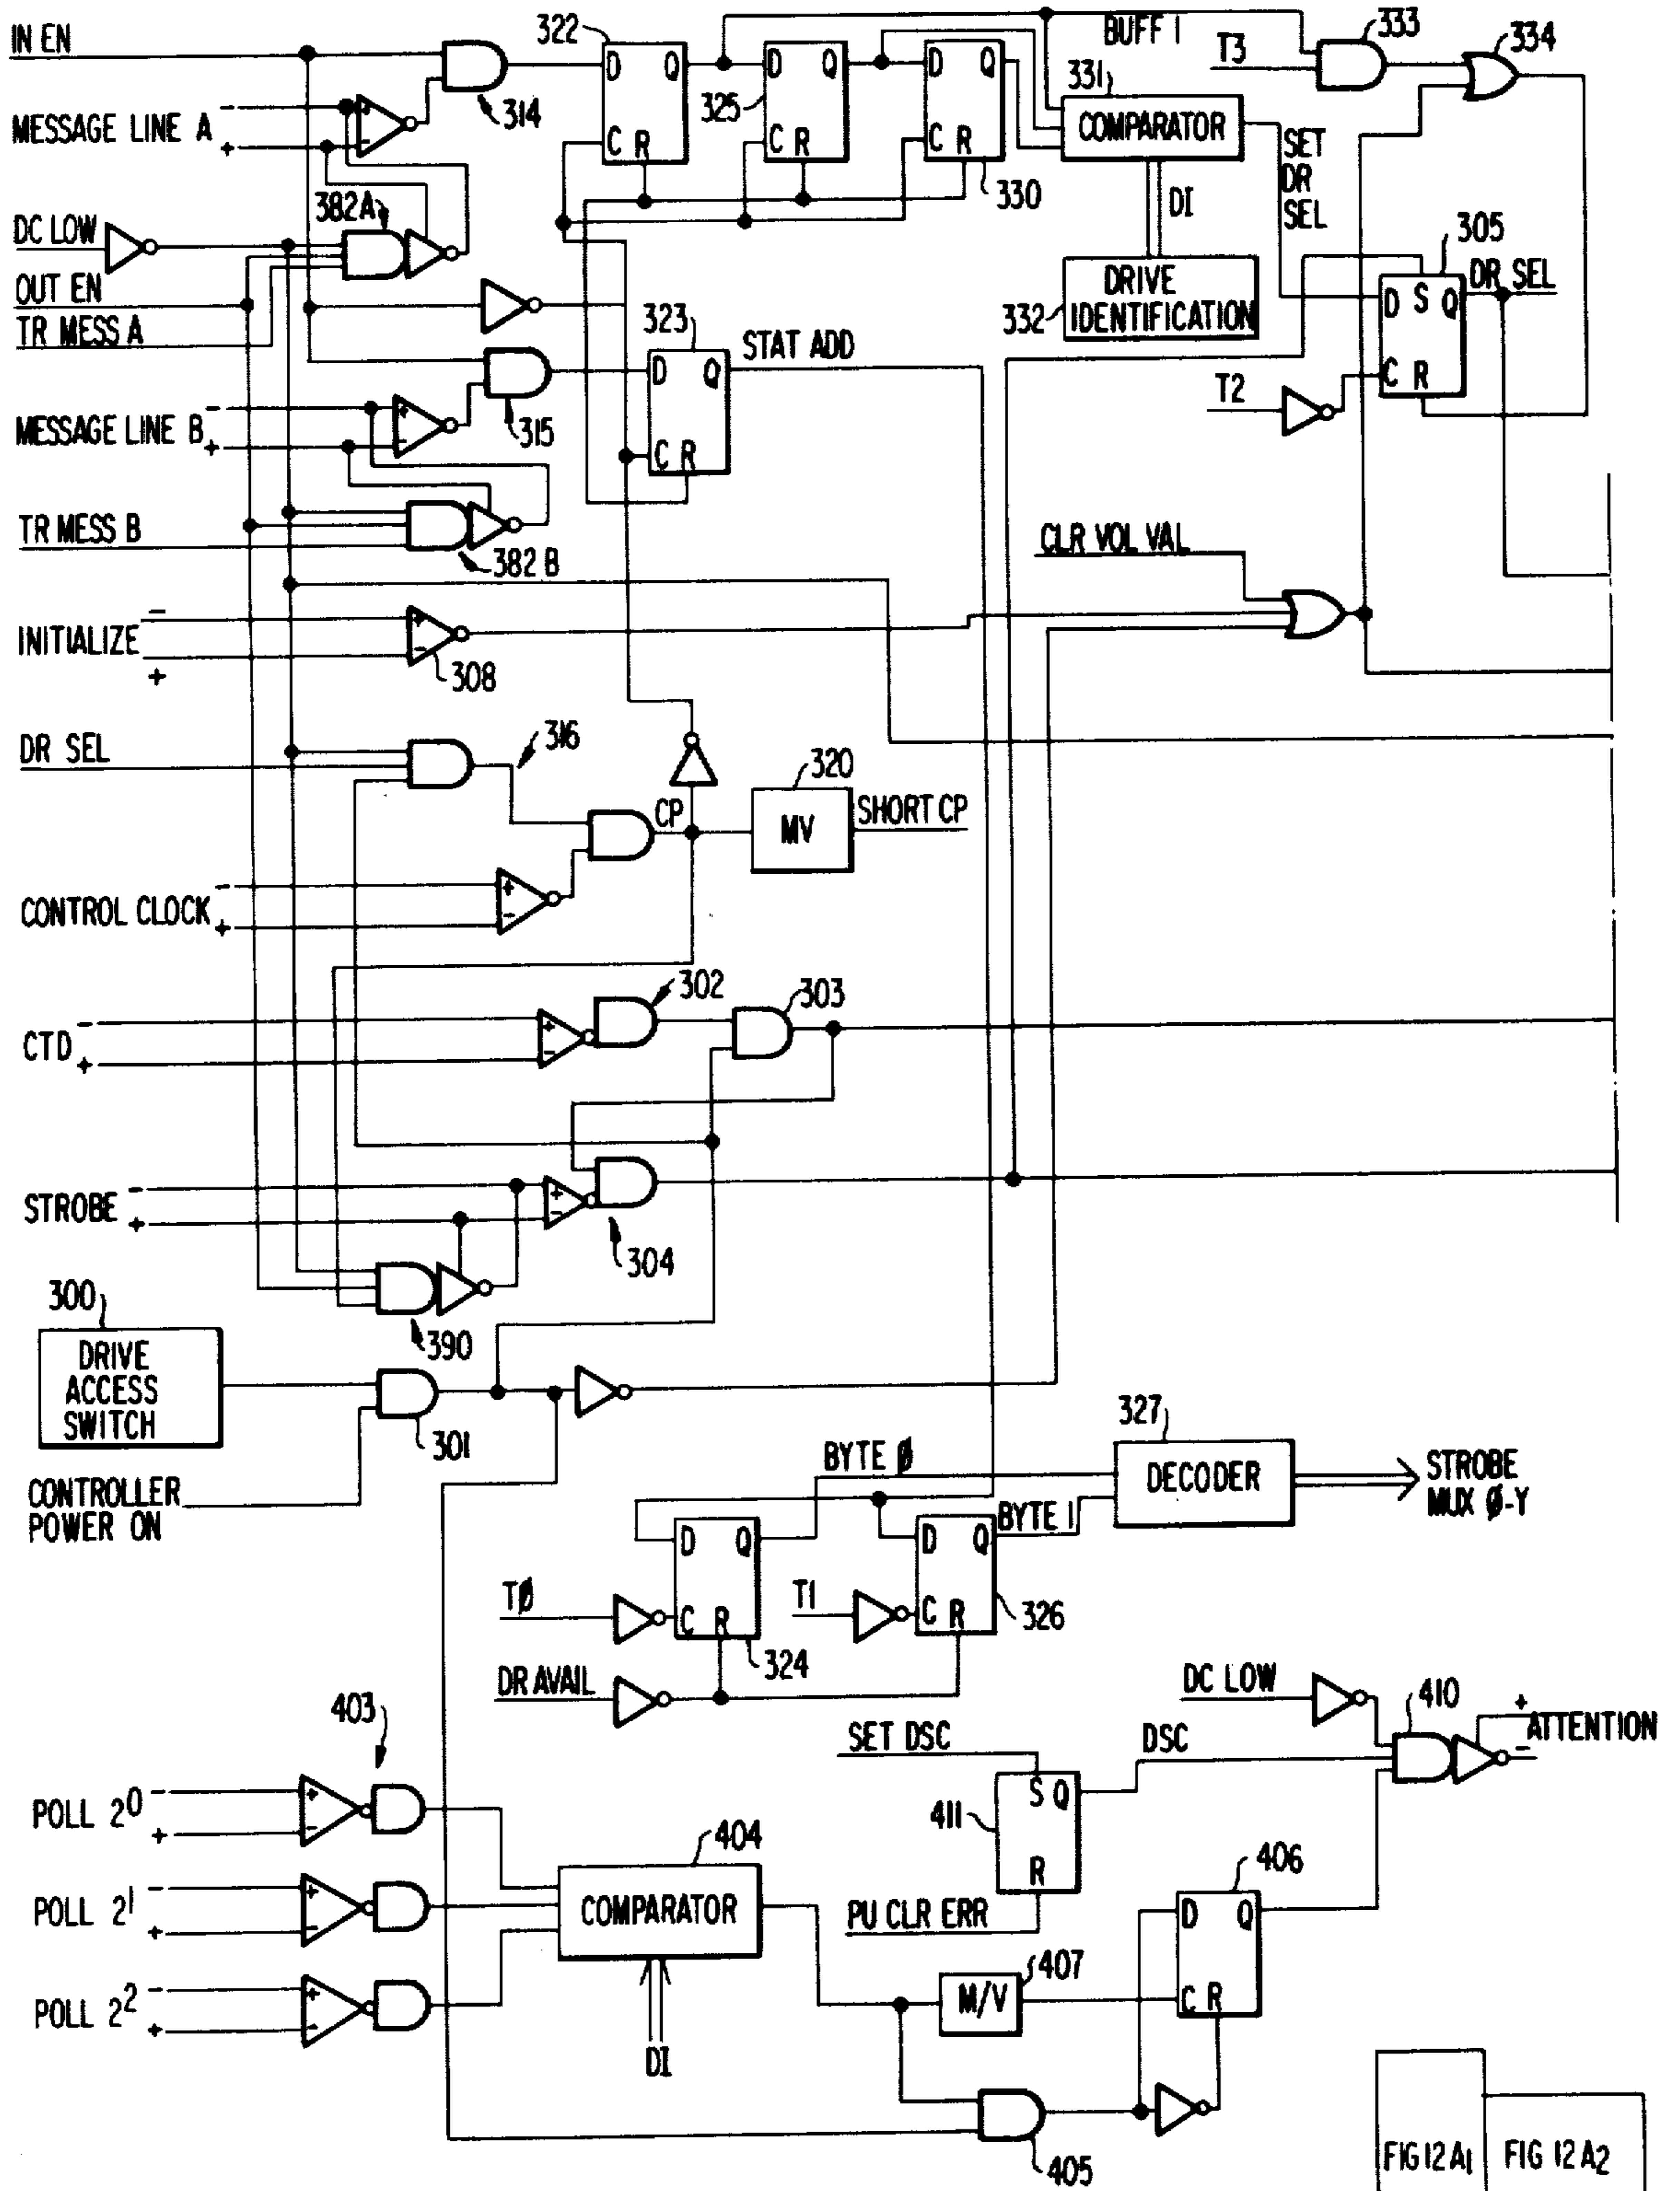 IN EN
322
BUFF 1
T3
333
334
D Q
D Q
D Q
MESSAGE LINE A
-
+
+
-
314
325
331
COMPARATOR
C R
C R
C R
330
SET
DR
SEL
DI
382A
DC LOW
OUT EN
TR MESS A
305
DR SEL
332
DRIVE
IDENTIFICATION
D S Q
C R
323
STAT ADD
D Q
C R
T2
MESSAGE LINE B
-
+
+
-
315
TR MESS B
382B
CLR VOL VAL
INITIALIZE
-
+
+
-
308
DR SEL
316
320
CP
MV
SHORT CP
CONTROL CLOCK
-
+
+
-
302
303
CTD
-
+
+
-
STROBE
-
+
+
-
304
300
390
DRIVE
ACCESS
SWITCH
301
CONTROLLER
POWER ON
327
BYTE Ø
DECODER
STROBE
MUX Ø-Y
BYTE 1
D Q
D Q
TØ
C R
T1
C R
326
324
DR AVAIL
403
DC LOW
410
+
ATTENTION
-
SET DSC
DSC
S Q
411
R
POLL 2⁰
-
+
+
-
404
406
POLL 2¹
-
+
+
-
COMPARATOR
PU CLR ERR
D Q
407
M/V
C R
POLL 2²
-
+
+
-
DI
405
FIG 12A₁
FIG 12A₂